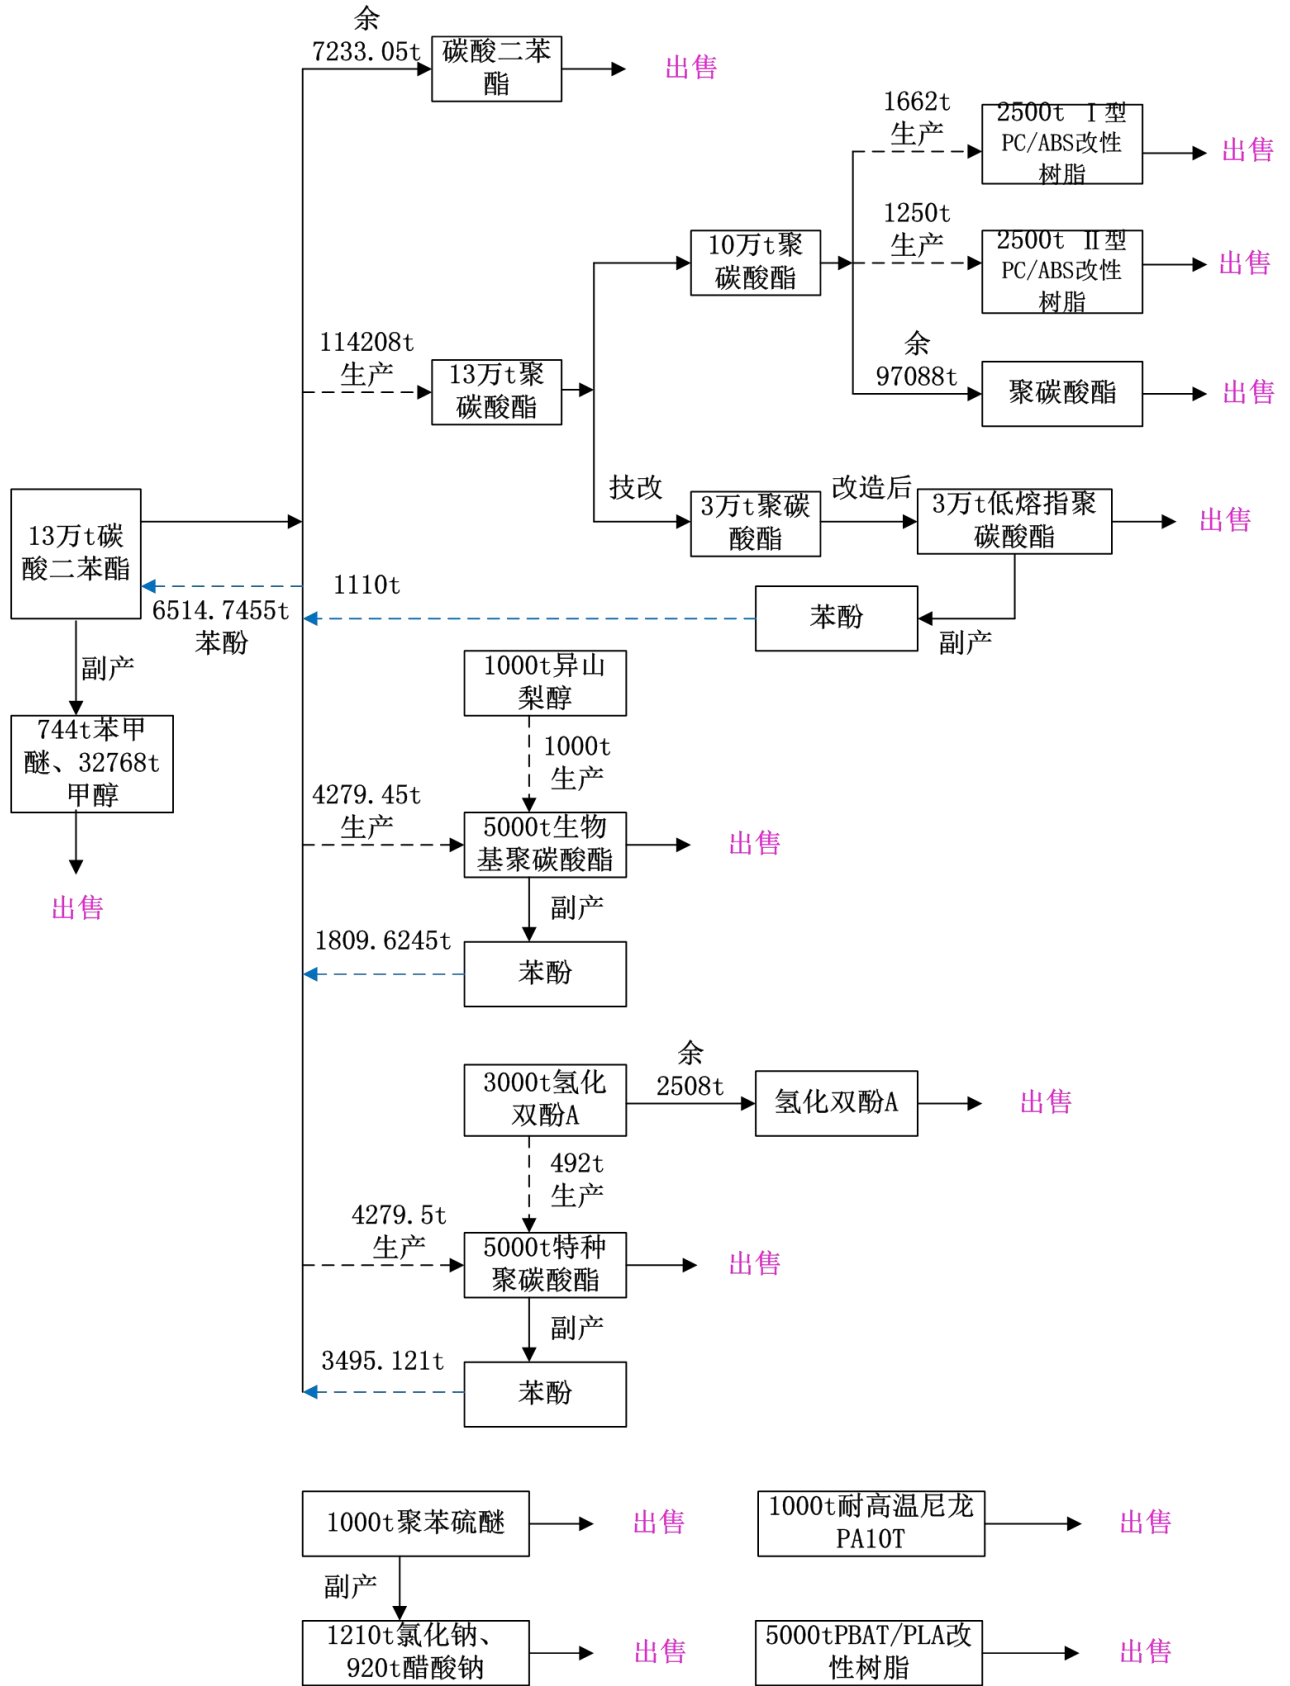 余
7233.05t
碳酸二苯
酯
出售
1662t
生产
2500t Ⅰ型
PC/ABS改性
树脂
出售
1250t
生产
2500t Ⅱ型
PC/ABS改性
树脂
出售
10万t聚
碳酸酯
余
97088t
聚碳酸酯
出售
114208t
生产
13万t聚
碳酸酯
技改
3万t聚碳
酸酯
改造后
3万t低熔指聚
碳酸酯
出售
13万t碳
酸二苯酯
6514.7455t
苯酚
1110t
苯酚
副产
副产
744t苯甲
醚、32768t
甲醇
出售
1000t异山
梨醇
1000t
生产
4279.45t
生产
5000t生物
基聚碳酸酯
出售
副产
1809.6245t
苯酚
3000t氢化
双酚A
余
2508t
氢化双酚A
出售
492t
生产
4279.5t
生产
5000t特种
聚碳酸酯
出售
副产
3495.121t
苯酚
1000t聚苯硫醚
出售
1000t耐高温尼龙
PA10T
出售
副产
1210t氯化钠、
920t醋酸钠
出售
5000tPBAT/PLA改
性树脂
出售